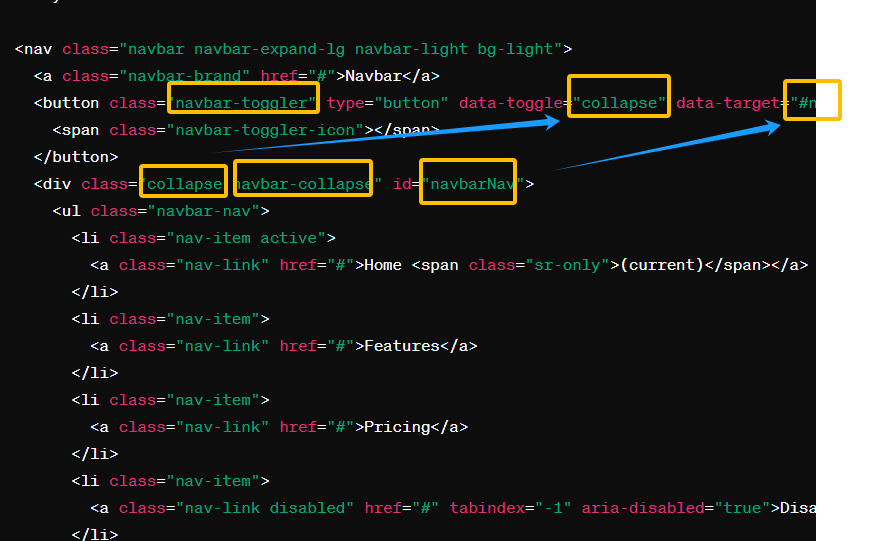 <nav class="navbar navbar-expand-lg navbar-light bg-light">
<a class="navbar-brand" href="#">Navbar</a>
<button class="navbar-toggler" type="button" data-toggle="collapse" data-target="#n
<span class="navbar-toggler-icon"></span>
</button>
<div class="collapse navbar-collapse" id="navbarNav">
<ul class="navbar-nav">
<li class="nav-item active">
<a class="nav-link" href="#">Home <span class="sr-only">(current)</span></a>
</li>
<li class="nav-item">
<a class="nav-link" href="#">Features</a>
</li>
<li class="nav-item">
<a class="nav-link" href="#">Pricing</a>
</li>
<li class="nav-item">
<a class="nav-link disabled" href="#" tabindex="-1" aria-disabled="true">Disa
</li>